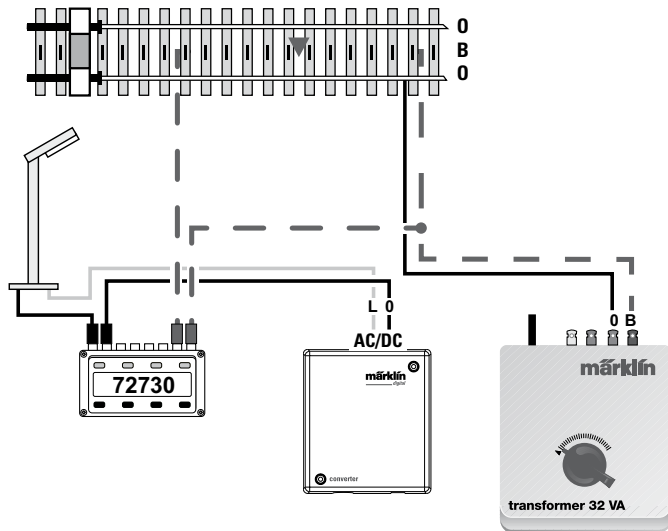 0
B
0
L 0
AC/DC
0 B
72730
märklin
digital
converter
märklin
transformer 32 VA